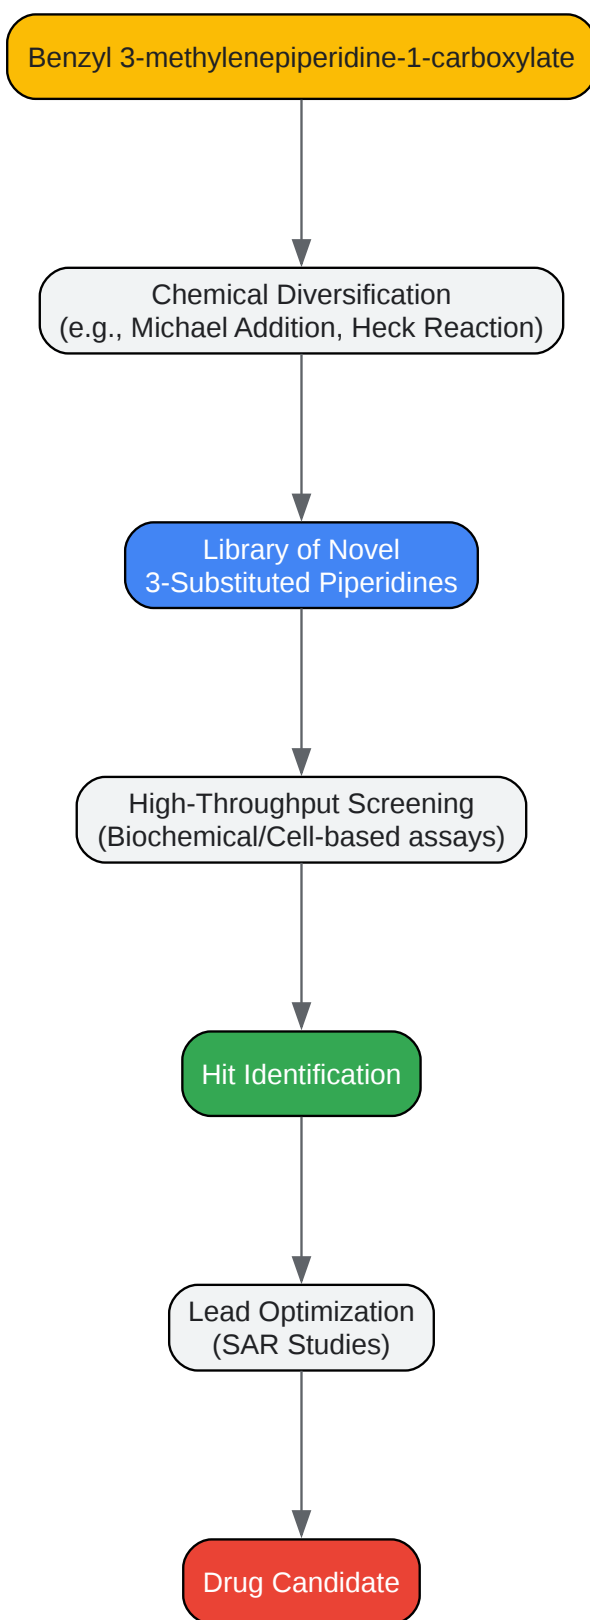 Benzyl 3-methylenepiperidine-1-carboxylate
Chemical Diversification
(e.g., Michael Addition, Heck Reaction)
Library of Novel
3-Substituted Piperidines
High-Throughput Screening
(Biochemical/Cell-based assays)
Hit Identification
Lead Optimization
(SAR Studies)
Drug Candidate